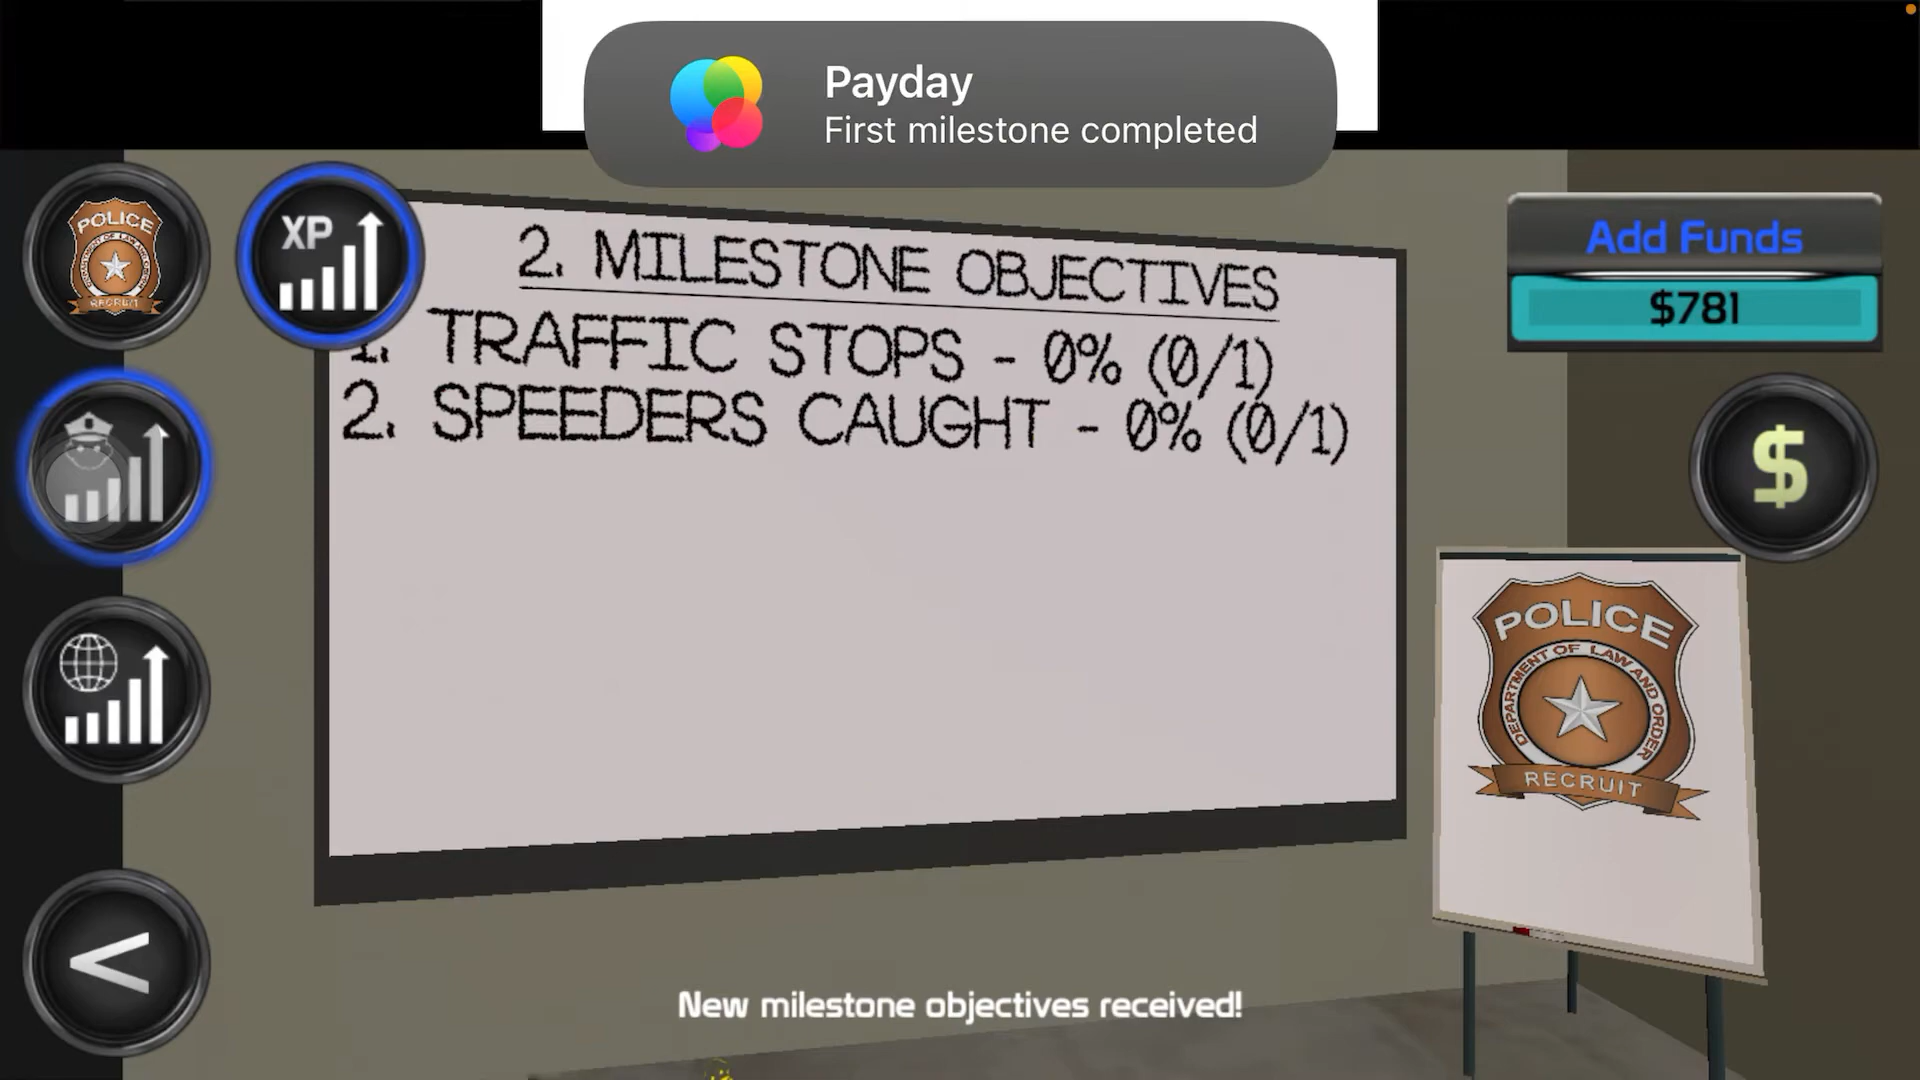 Payday
First milestone completed
POLICE
RECRUIT
XP
2. MILESTONE OBJECTIVES
1. TRAFFIC STOPS - 0% (0/1)
2. SPEEDERS CAUGHT - 0% (0/1)
Add Funds
$781
$
POLICE
DEPARTMENT OF LAW AND ORDER
RECRUIT
<
New milestone objectives received!